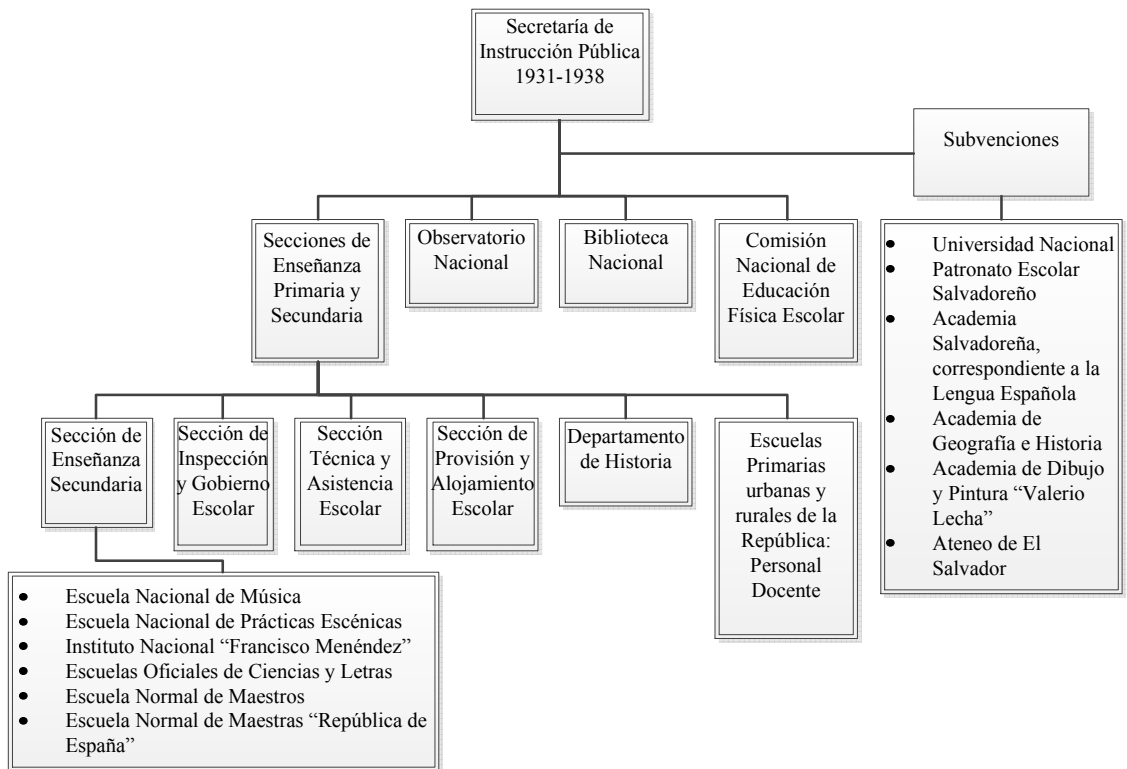 Secretaría de
Instrucción Pública
1931-1938
Subvenciones
Secciones de
Enseñanza
Primaria y
Secundaria
Observatorio
Nacional
Biblioteca
Nacional
Comisión
Nacional de
Educación
Física Escolar
• Universidad Nacional
• Patronato Escolar
Salvadoreño
• Academia
Salvadoreña,
correspondiente a la
Lengua Española
• Academia de
Geografía e Historia
• Academia de Dibujo
y Pintura “Valerio
Lecha”
• Ateneo de El
Salvador
Sección de
Enseñanza
Secundaria
Sección de
Inspección
y Gobierno
Escolar
Sección
Técnica y
Asistencia
Escolar
Sección de
Provisión y
Alojamiento
Escolar
Departamento
de Historia
Escuelas
Primarias
urbanas y
rurales de la
República:
Personal
Docente
• Escuela Nacional de Música
• Escuela Nacional de Prácticas Escénicas
• Instituto Nacional “Francisco Menéndez”
• Escuelas Oficiales de Ciencias y Letras
• Escuela Normal de Maestros
• Escuela Normal de Maestras “República de
España”